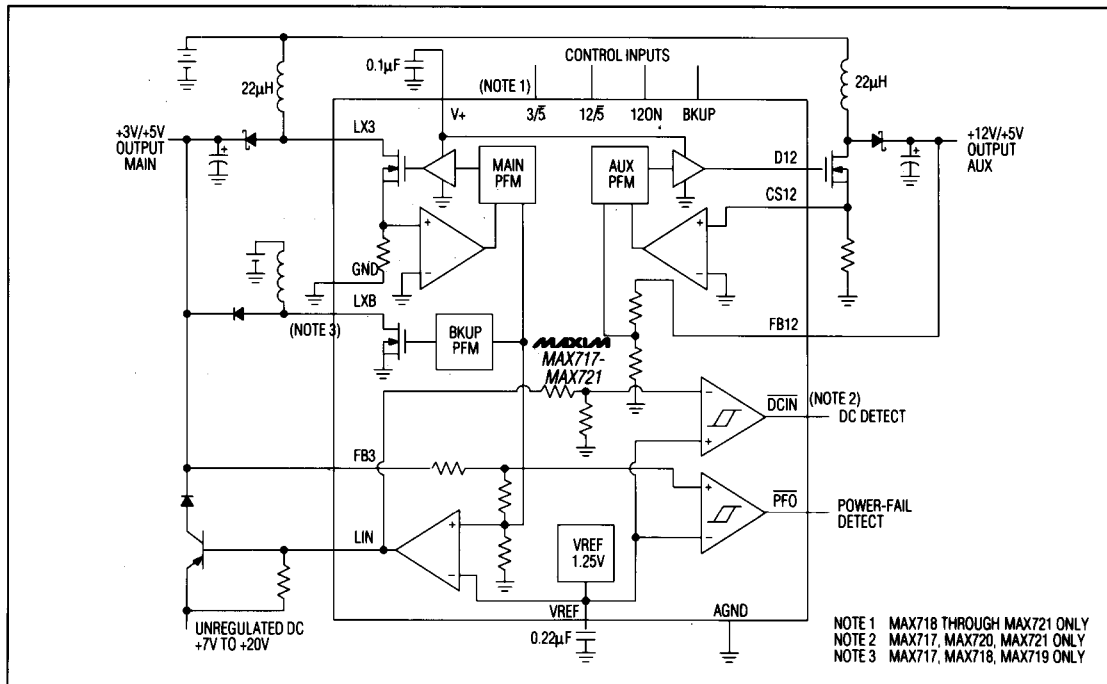 CONTROL INPUTS
0.1µF
(NOTE 1)
22µH
22µH
V+
3/5̅
12/5̅
12ON
BKUP
+3V/+5V
OUTPUT
MAIN
LX3
MAIN
PFM
AUX
PFM
D12
+12V/+5V
OUTPUT
AUX
CS12
+
−
+
−
GND
LXB
(NOTE 3)
BKUP
PFM
FB12
MAXIM
MAX717-
MAX721
−
+
D̅C̅I̅N̅
(NOTE 2)
DC DETECT
FB3
+
−
P̅F̅O̅
POWER-FAIL
DETECT
LIN
+
−
VREF
1.25V
VREF
AGND
0.22µF
UNREGULATED DC
+7V TO +20V
NOTE 1 MAX718 THROUGH MAX721 ONLY
NOTE 2 MAX717, MAX720, MAX721 ONLY
NOTE 3 MAX717, MAX718, MAX719 ONLY